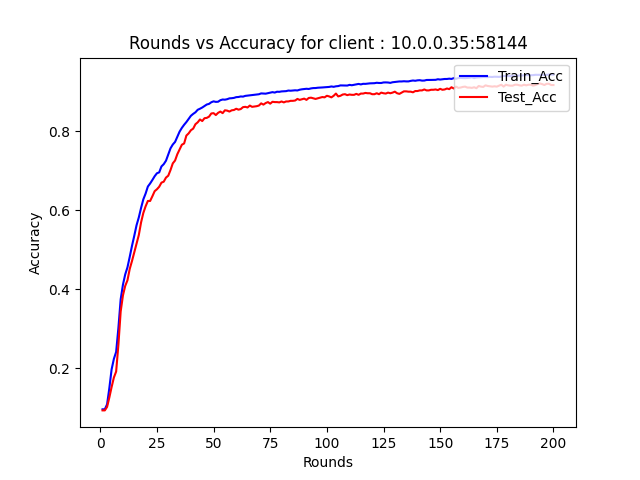 Rounds vs Accuracy for client : 10.0.0.35:58144
Train_Acc
Test_Acc
0.8
0.6
0.4
0.2
Accuracy
0 25 50 75 100 125 150 175 200
Rounds